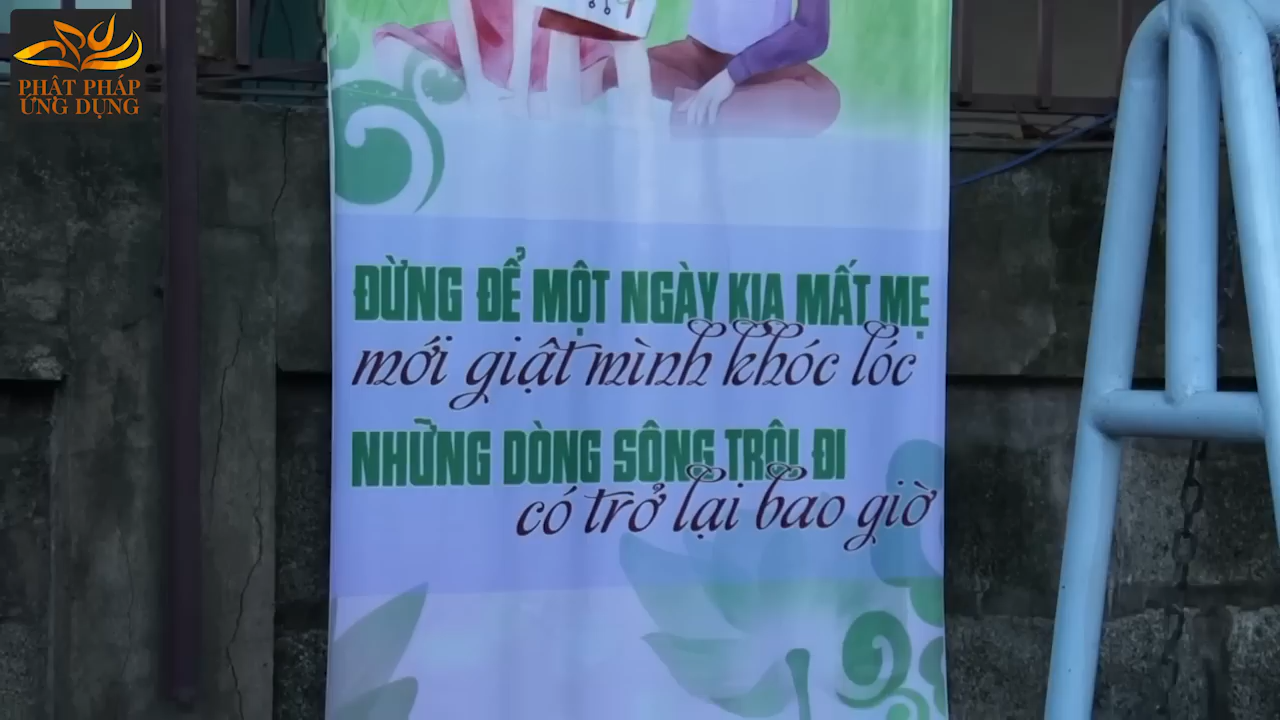 PHẬT PHÁP
ỨNG DỤNG
ĐỪNG ĐỂ MỘT NGÀY KIA MẤT MẸ
mới giật mình khóc lóc
NHỮNG DÒNG SÔNG TRÔI ĐI
có trở lại bao giờ